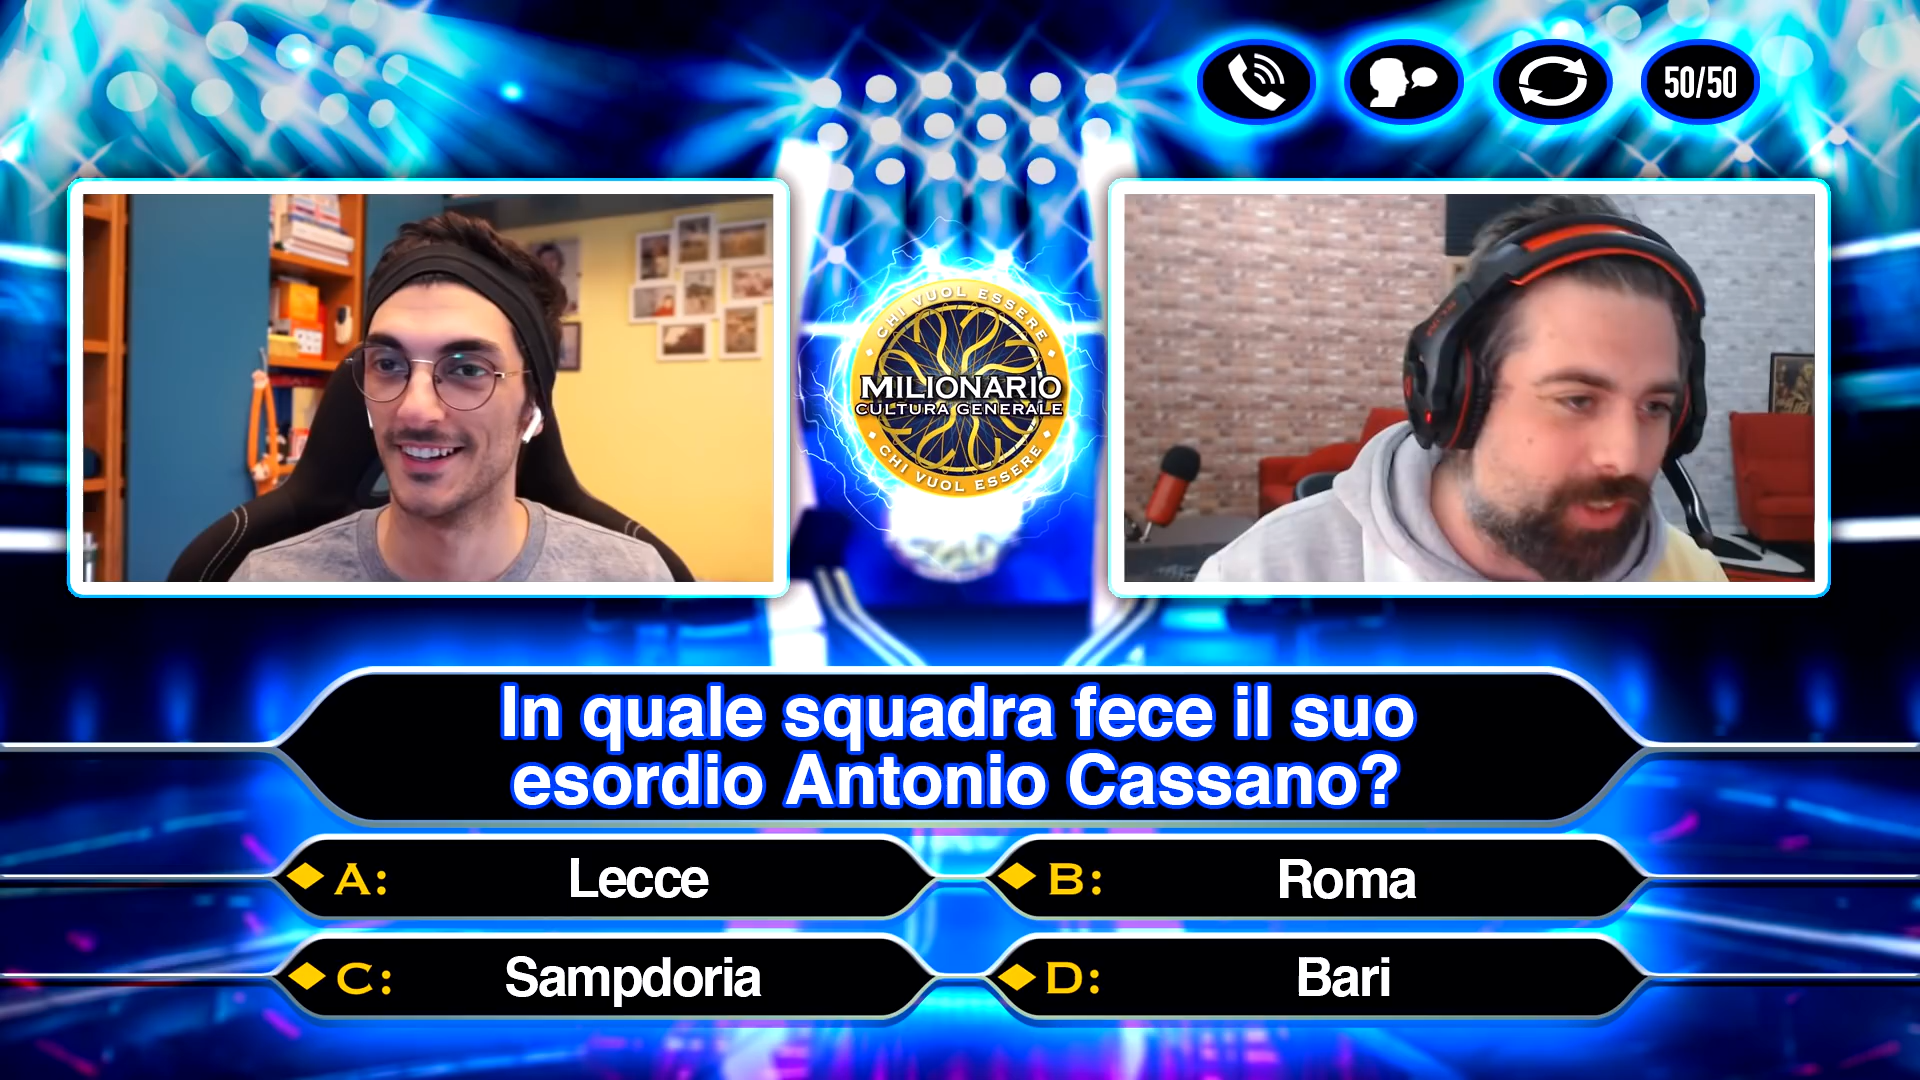 50/50
CHI VUOL ESSERE
MILIONARIO
CULTURA GENERALE
CHI VUOL ESSERE
In quale squadra fece il suo
esordio Antonio Cassano?
A: Lecce
B: Roma
C: Sampdoria
D: Bari